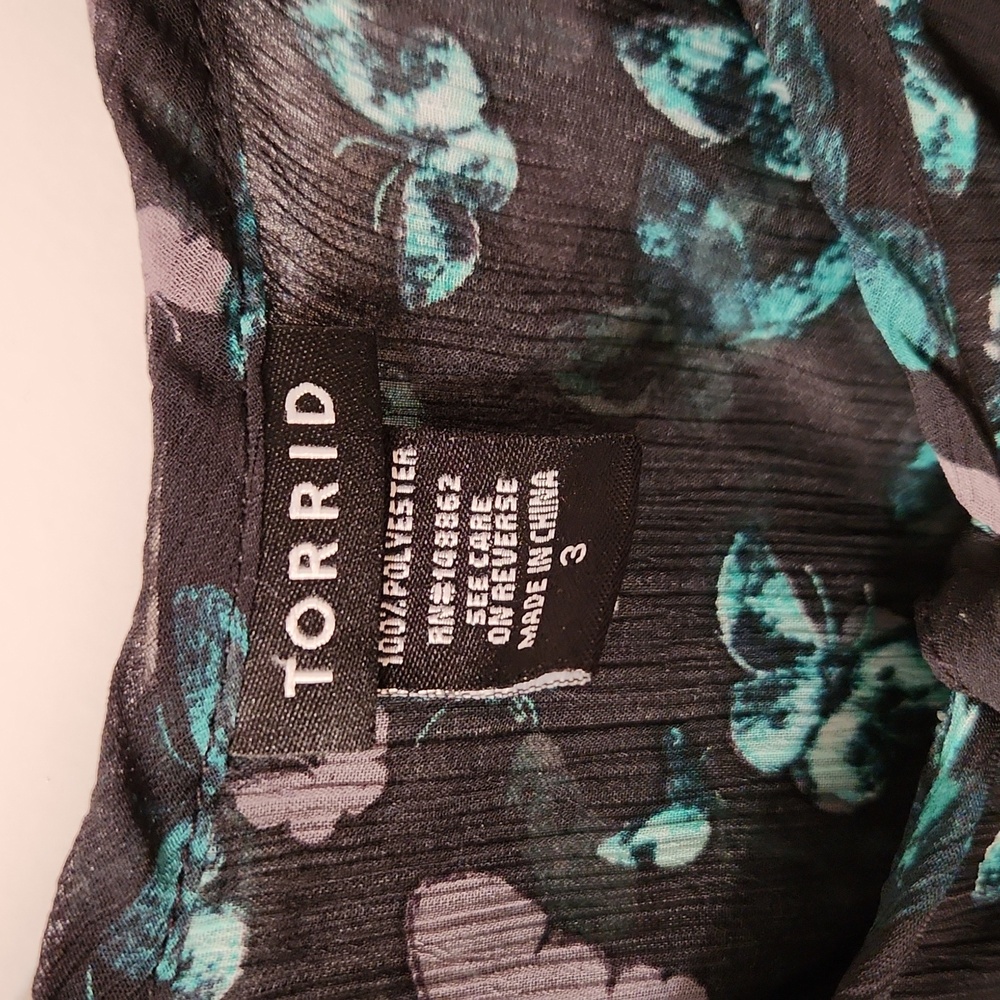 TORRID
100%POLYESTER
RN#148862
SEE CARE
ON REVERSE
MADE IN CHINA
3